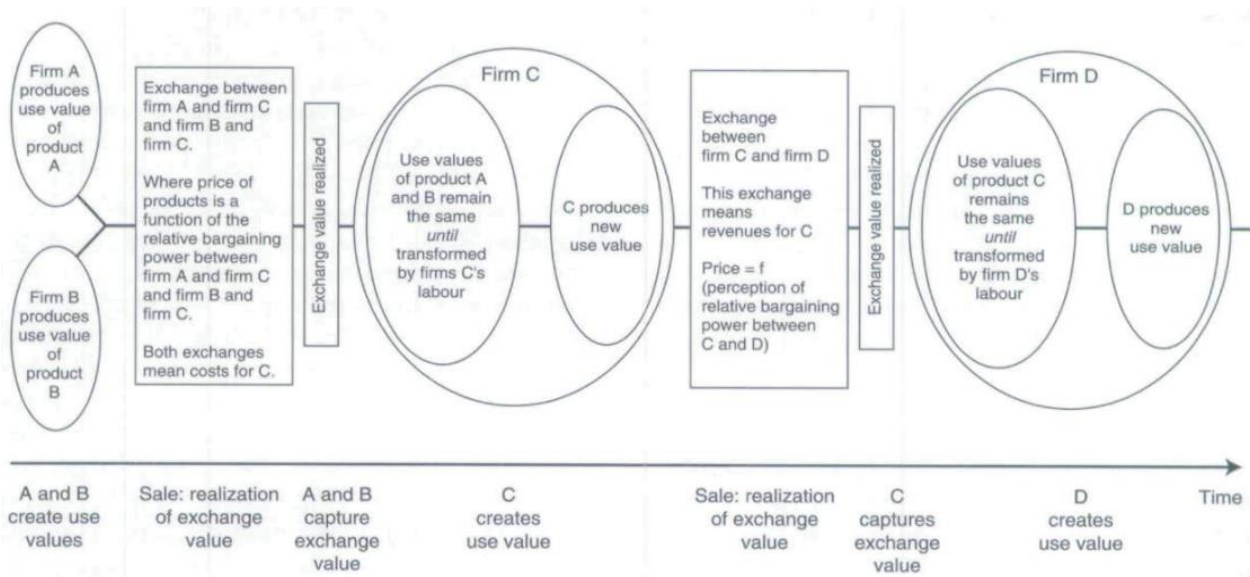 Firm A
produces
use value
of
product
A
Firm B
produces
use value
of
product
B
Exchange between
firm A and firm C
and firm B and
firm C.
Where price of
products is a
function of the
relative bargaining
power between
firm A and firm C
and firm B and
firm C.
Both exchanges
mean costs for C.
Exchange value realized
Firm C
Use values
of product A
and B remain
the same
until
transformed
by firms C's
labour
C produces
new
use value
Exchange
between
firm C and firm D
This exchange
means
revenues for C
Price = f
(perception of
relative bargaining
power between
C and D)
Exchange value realized
Firm D
Use values
of product C
remains
the same
until
transformed
by firm D's
labour
D produces
new
use value
A and B
create use
values
Sale: realization
of exchange
value
A and B
capture
exchange
value
C
creates
use value
Sale: realization
of exchange
value
C
captures
exchange
value
D
creates
use value
Time